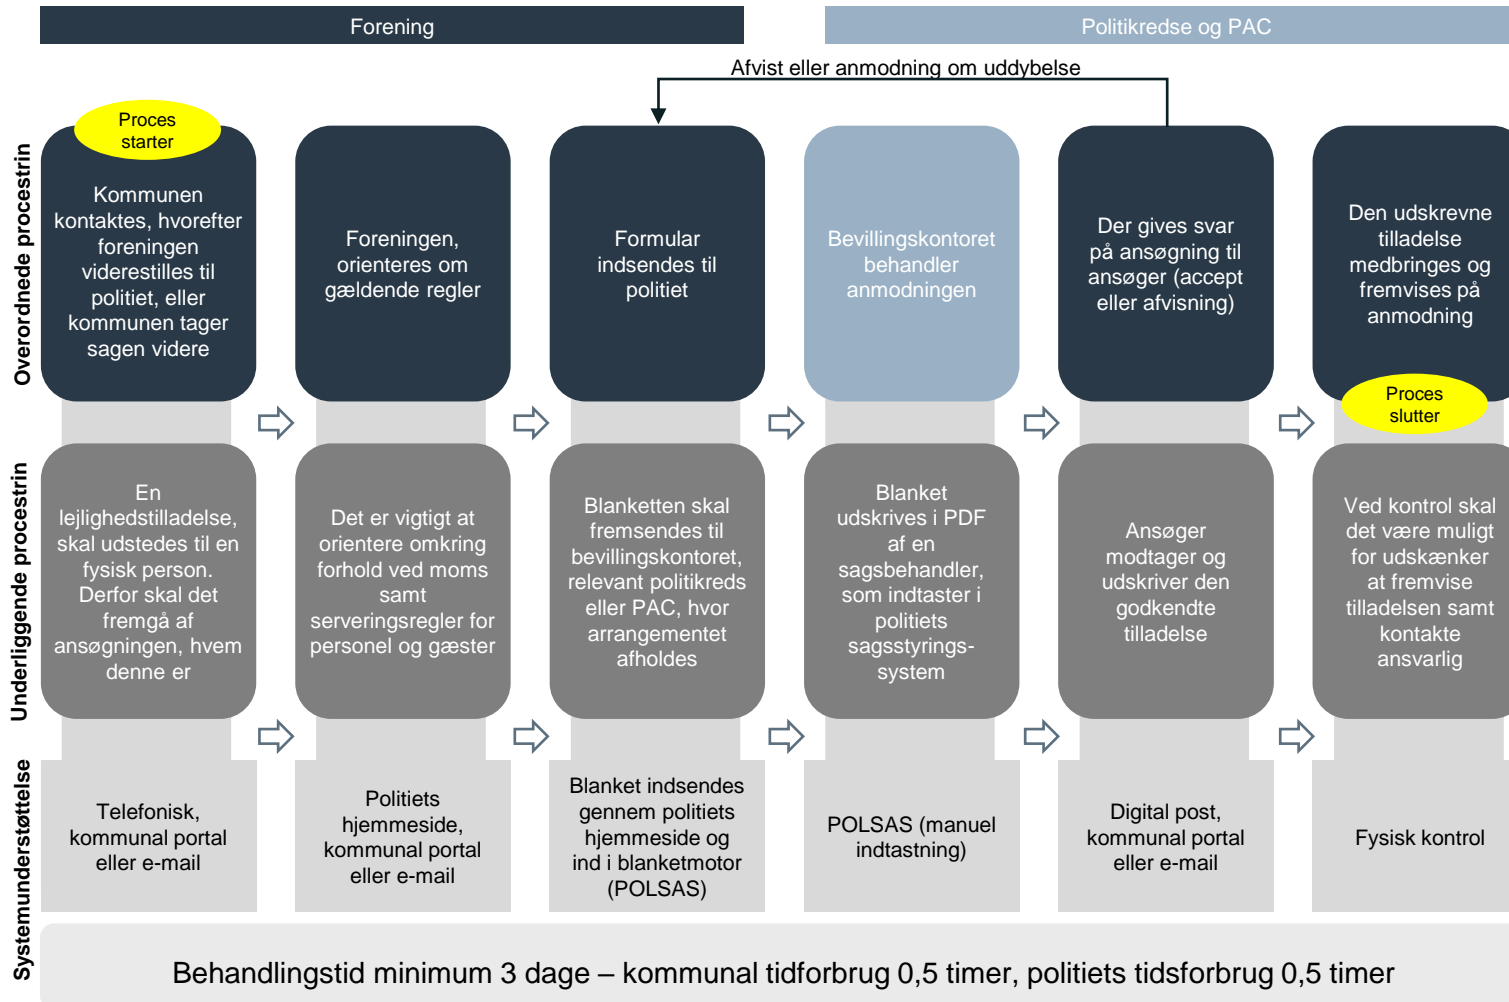 Forening
Politikredse og PAC
Afvist eller anmodning om uddybelse
Overordnede procestrin
Proces
starter
Kommunen
kontaktes, hvorefter
foreningen
viderestilles til
politiet, eller
kommunen tager
sagen videre
Foreningen,
orienteres om
gældende regler
Formular
indsendes til
politiet
Bevillingskontoret
behandler
anmodningen
Der gives svar
på ansøgning til
ansøger (accept
eller afvisning)
Den udskrevne
tilladelse
medbringes og
fremvises på
anmodning
Proces
slutter
Underliggende procestrin
En
lejlighedstilladelse,
skal udstedes til en
fysisk person.
Derfor skal det
fremgå af
ansøgningen, hvem
denne er
Det er vigtigt at
orientere omkring
forhold ved moms
samt
serveringsregler for
personel og gæster
Blanketten skal
fremsendes til
bevillingskontoret,
relevant politikreds
eller PAC, hvor
arrangementet
afholdes
Blanket
udskrives i PDF
af en
sagsbehandler,
som indtaster i
politiets
sagsstyrings-
system
Ansøger
modtager og
udskriver den
godkendte
tilladelse
Ved kontrol skal
det være muligt
for udskænker
at fremvise
tilladelsen samt
kontakte
ansvarlig
Systemunderstøttelse
Telefonisk,
kommunal portal
eller e-mail
Politiets
hjemmeside,
kommunal portal
eller e-mail
Blanket indsendes
gennem politiets
hjemmeside og
ind i blanketmotor
(POLSAS)
POLSAS (manuel
indtastning)
Digital post,
kommunal portal
eller e-mail
Fysisk kontrol
Behandlingstid minimum 3 dage – kommunal tidforbrug 0,5 timer, politiets tidsforbrug 0,5 timer